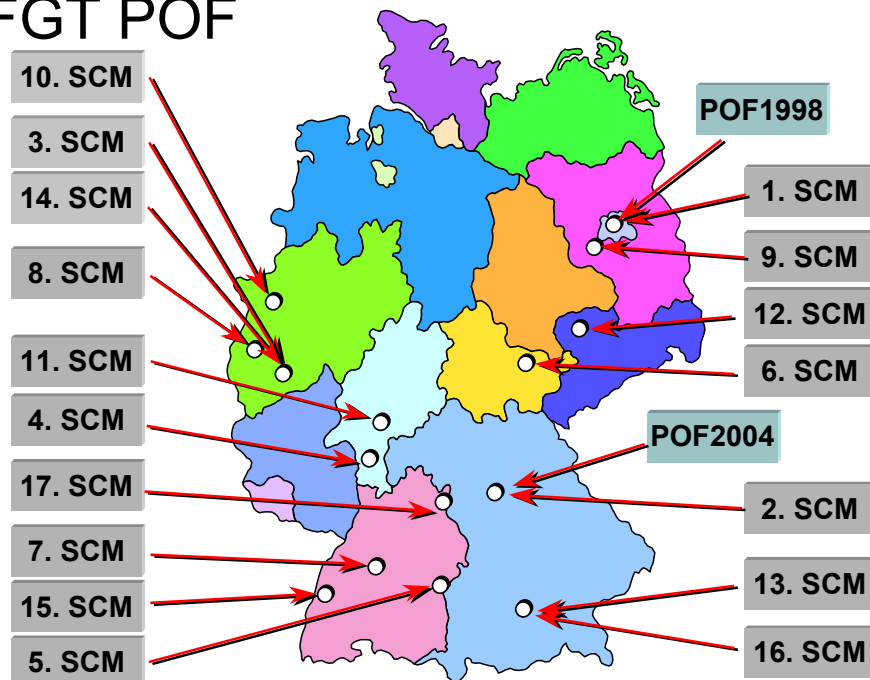 FGT POF
10. SCM
3. SCM
14. SCM
8. SCM
11. SCM
4. SCM
17. SCM
7. SCM
15. SCM
5. SCM
POF1998
1. SCM
9. SCM
12. SCM
6. SCM
POF2004
2. SCM
13. SCM
16. SCM